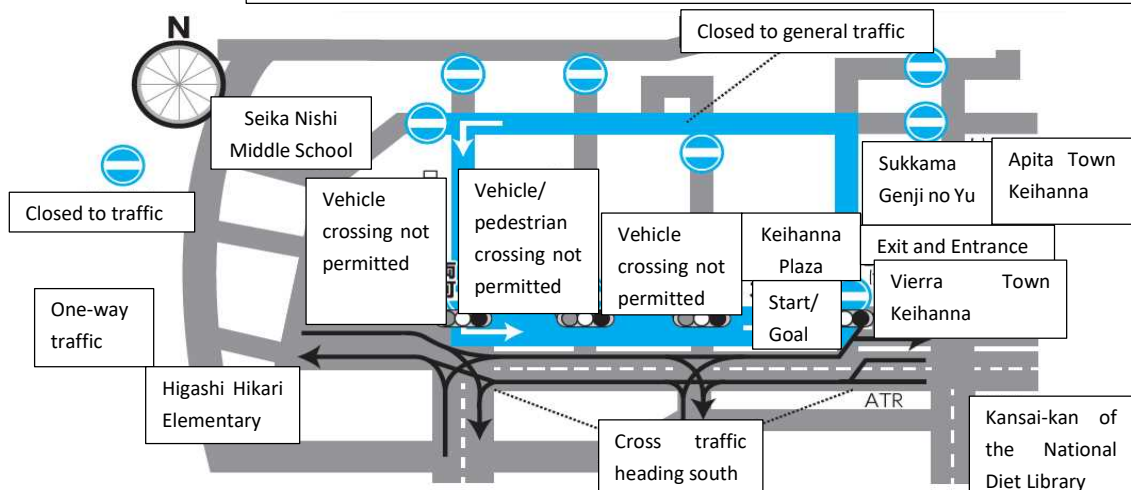 N
Closed to general traffic
Seika Nishi
Middle School
Closed to traffic
Vehicle
crossing not
permitted
Vehicle/
pedestrian
crossing not
permitted
Vehicle
crossing not
permitted
Keihanna
Plaza
Start/
Goal
Sukkama
Genji no Yu
Apita Town
Keihanna
Exit and Entrance
Vierra Town
Keihanna
One-way
traffic
Higashi Hikari
Elementary
Cross traffic
heading south
ATR
Kansai-kan of
the National
Diet Library